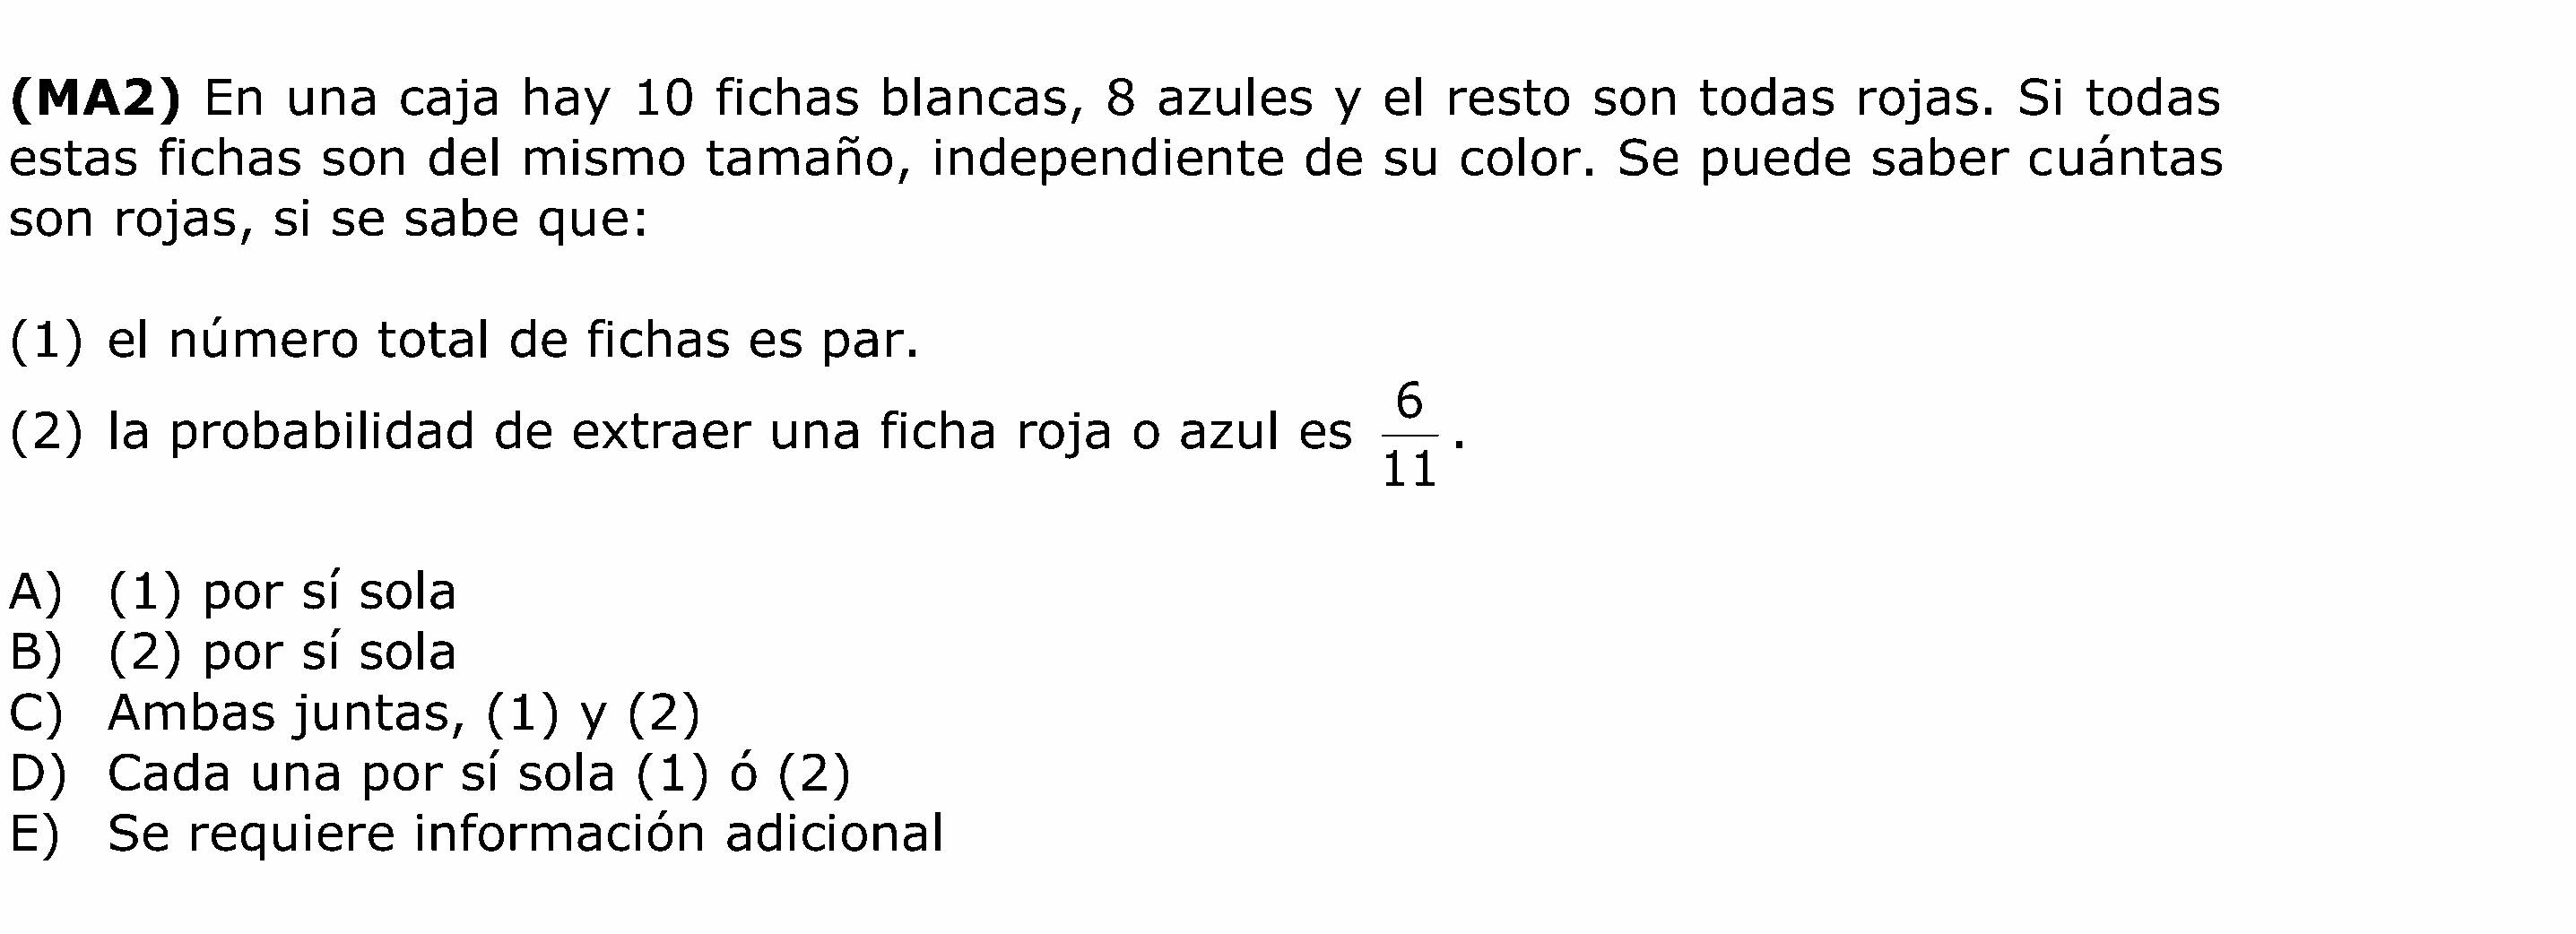 (MA2) En una caja hay 10 fichas blancas, 8 azules y el resto son todas rojas. Si todas
estas fichas son del mismo tamaño, independiente de su color. Se puede saber cuántas
son rojas, si se sabe que:
(1) el número total de fichas es par.
(2) la probabilidad de extraer una ficha roja o azul es 6/11.
A) (1) por sí sola
B) (2) por sí sola
C) Ambas juntas, (1) y (2)
D) Cada una por sí sola (1) ó (2)
E) Se requiere información adicional